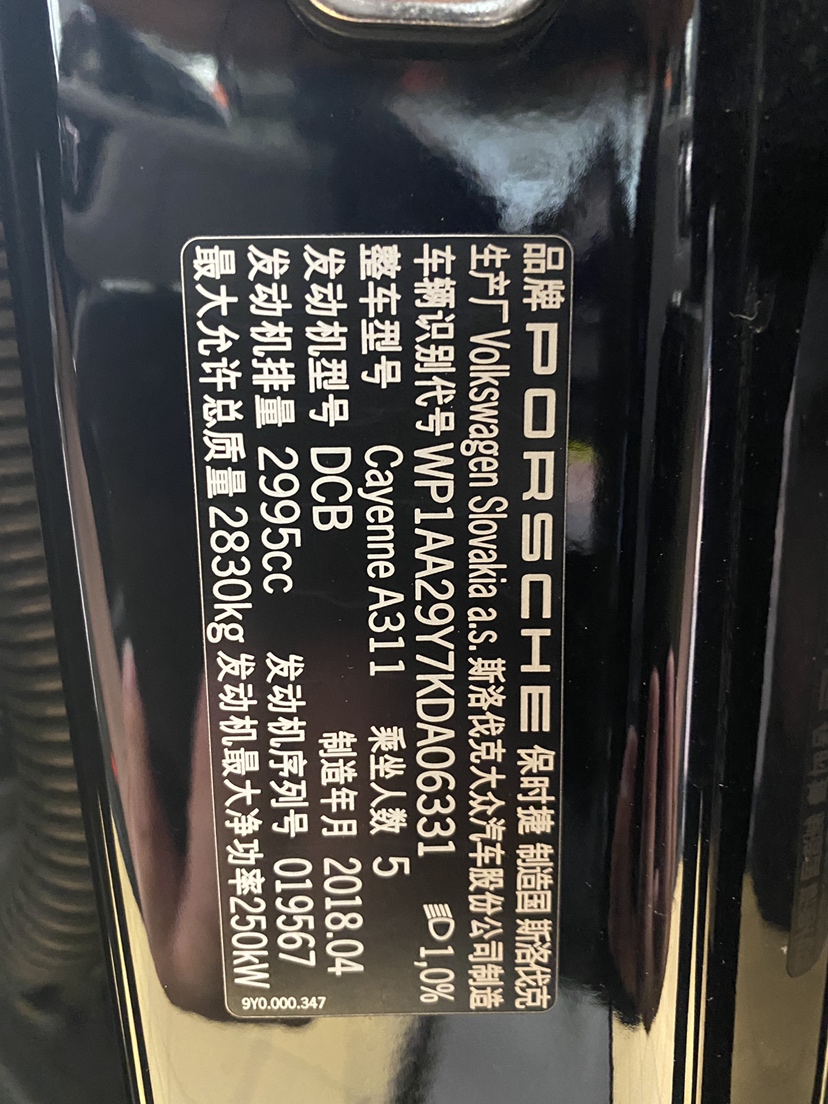 品牌 PORSCHE 保时捷 制造国 斯洛伐克
生产厂 Volkswagen Slovakia a.s. 斯洛伐克大众汽车股份公司制造
车辆识别代号 WP1AA29Y7KDA06331 1,0%
整车型号 Cayenne A311 乘坐人数 5
发动机型号 DCB 制造年月 2018.04
发动机排量 2995cc 发动机序列号 019567
最大允许总质量 2830kg 发动机最大净功率250kW
9Y0.000.347